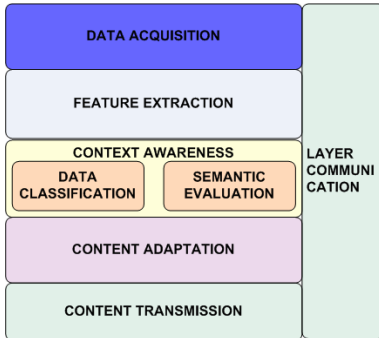 DATA ACQUISITION
FEATURE EXTRACTION
CONTEXT AWARENESS
DATA
CLASSIFICATION
SEMANTIC
EVALUATION
CONTENT ADAPTATION
CONTENT TRANSMISSION
LAYER
COMMUNI
CATION